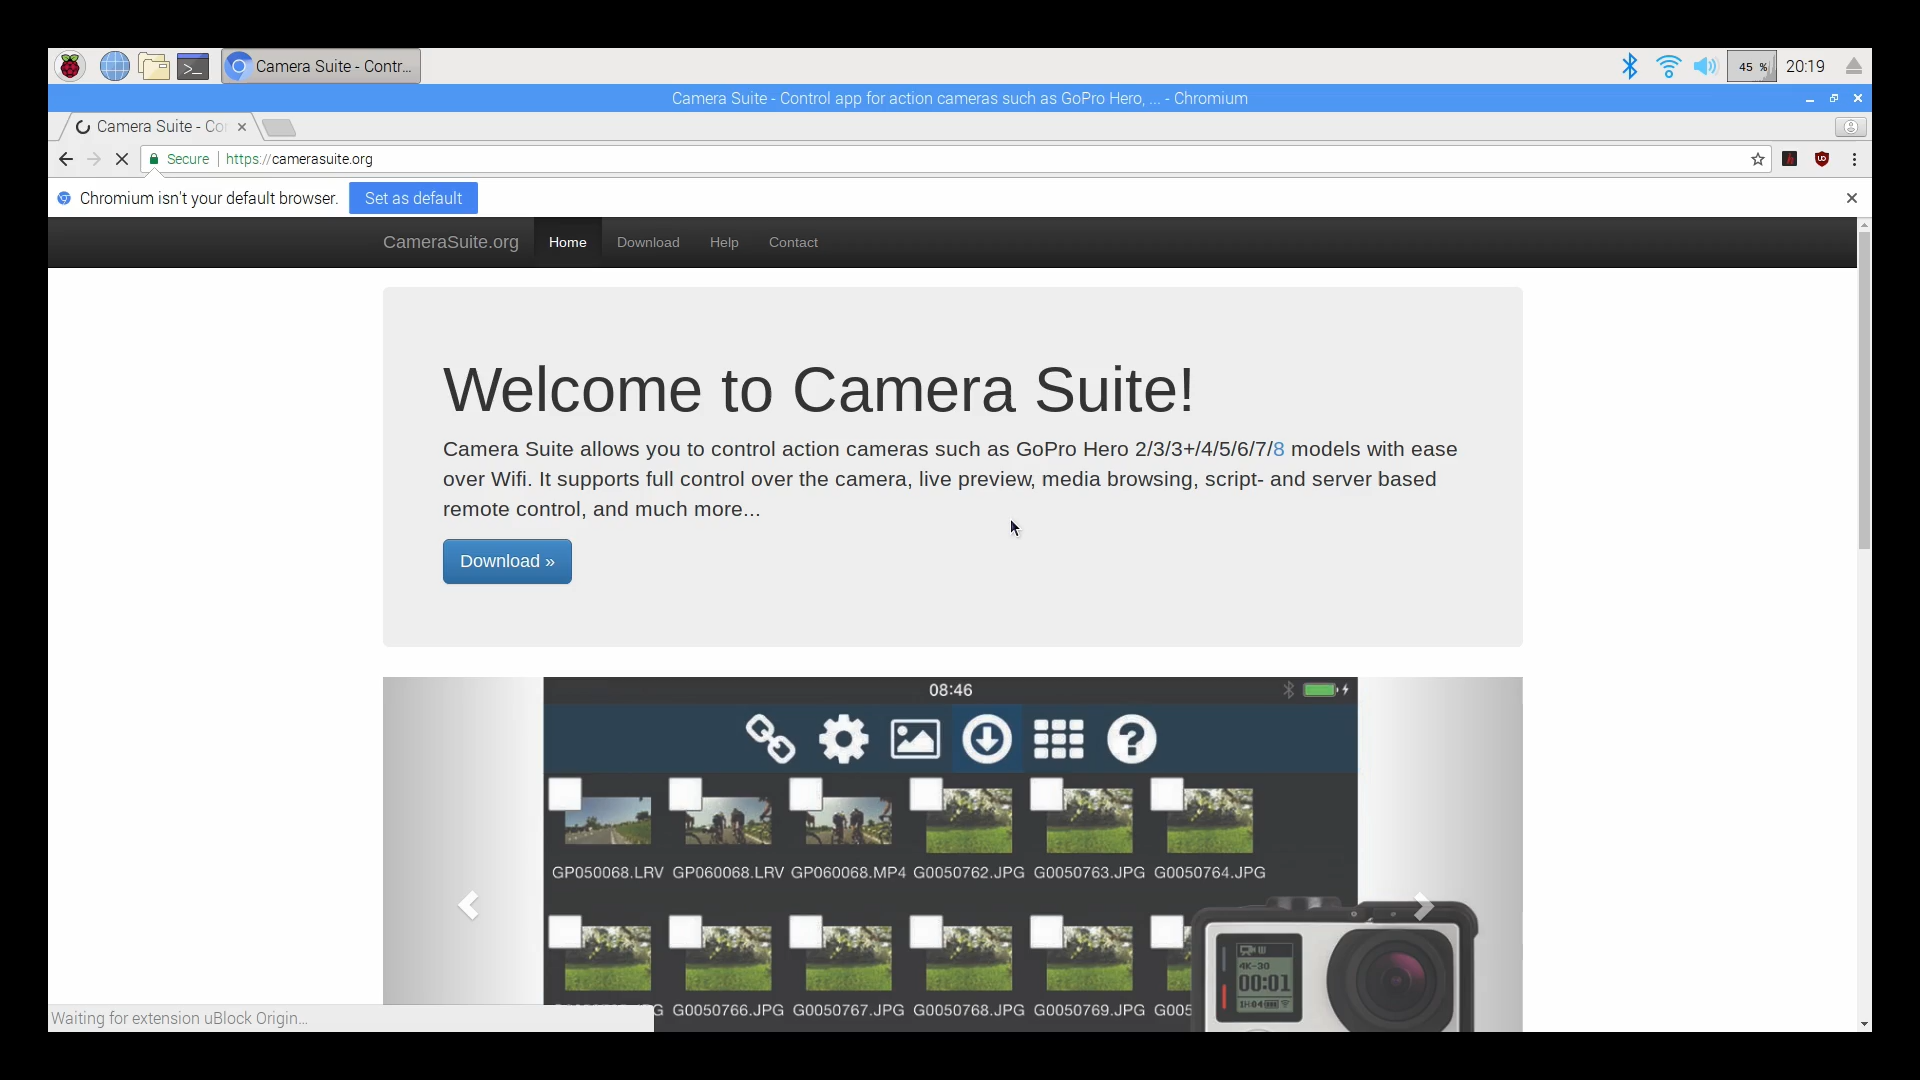 Camera Suite - Contr...
45 %
20:19
Camera Suite - Control app for action cameras such as GoPro Hero, ... - Chromium
Camera Suite - Co
Secure
https://camerasuite.org
Chromium isn't your default browser.
Set as default
CameraSuite.org
Home
Download
Help
Contact
Welcome to Camera Suite!
Camera Suite allows you to control action cameras such as GoPro Hero 2/3/3+/4/5/6/7/8 models with ease
over Wifi. It supports full control over the camera, live preview, media browsing, script- and server based
remote control, and much more...
Download »
08:46
GP050068.LRV GP060068.LRV GP060068.MP4 G0050762.JPG G0050763.JPG G0050764.JPG
4K-30
00:01
1H:04
G0050766.JPG G0050767.JPG G0050768.JPG G0050769.JPG G005
Waiting for extension uBlock Origin...